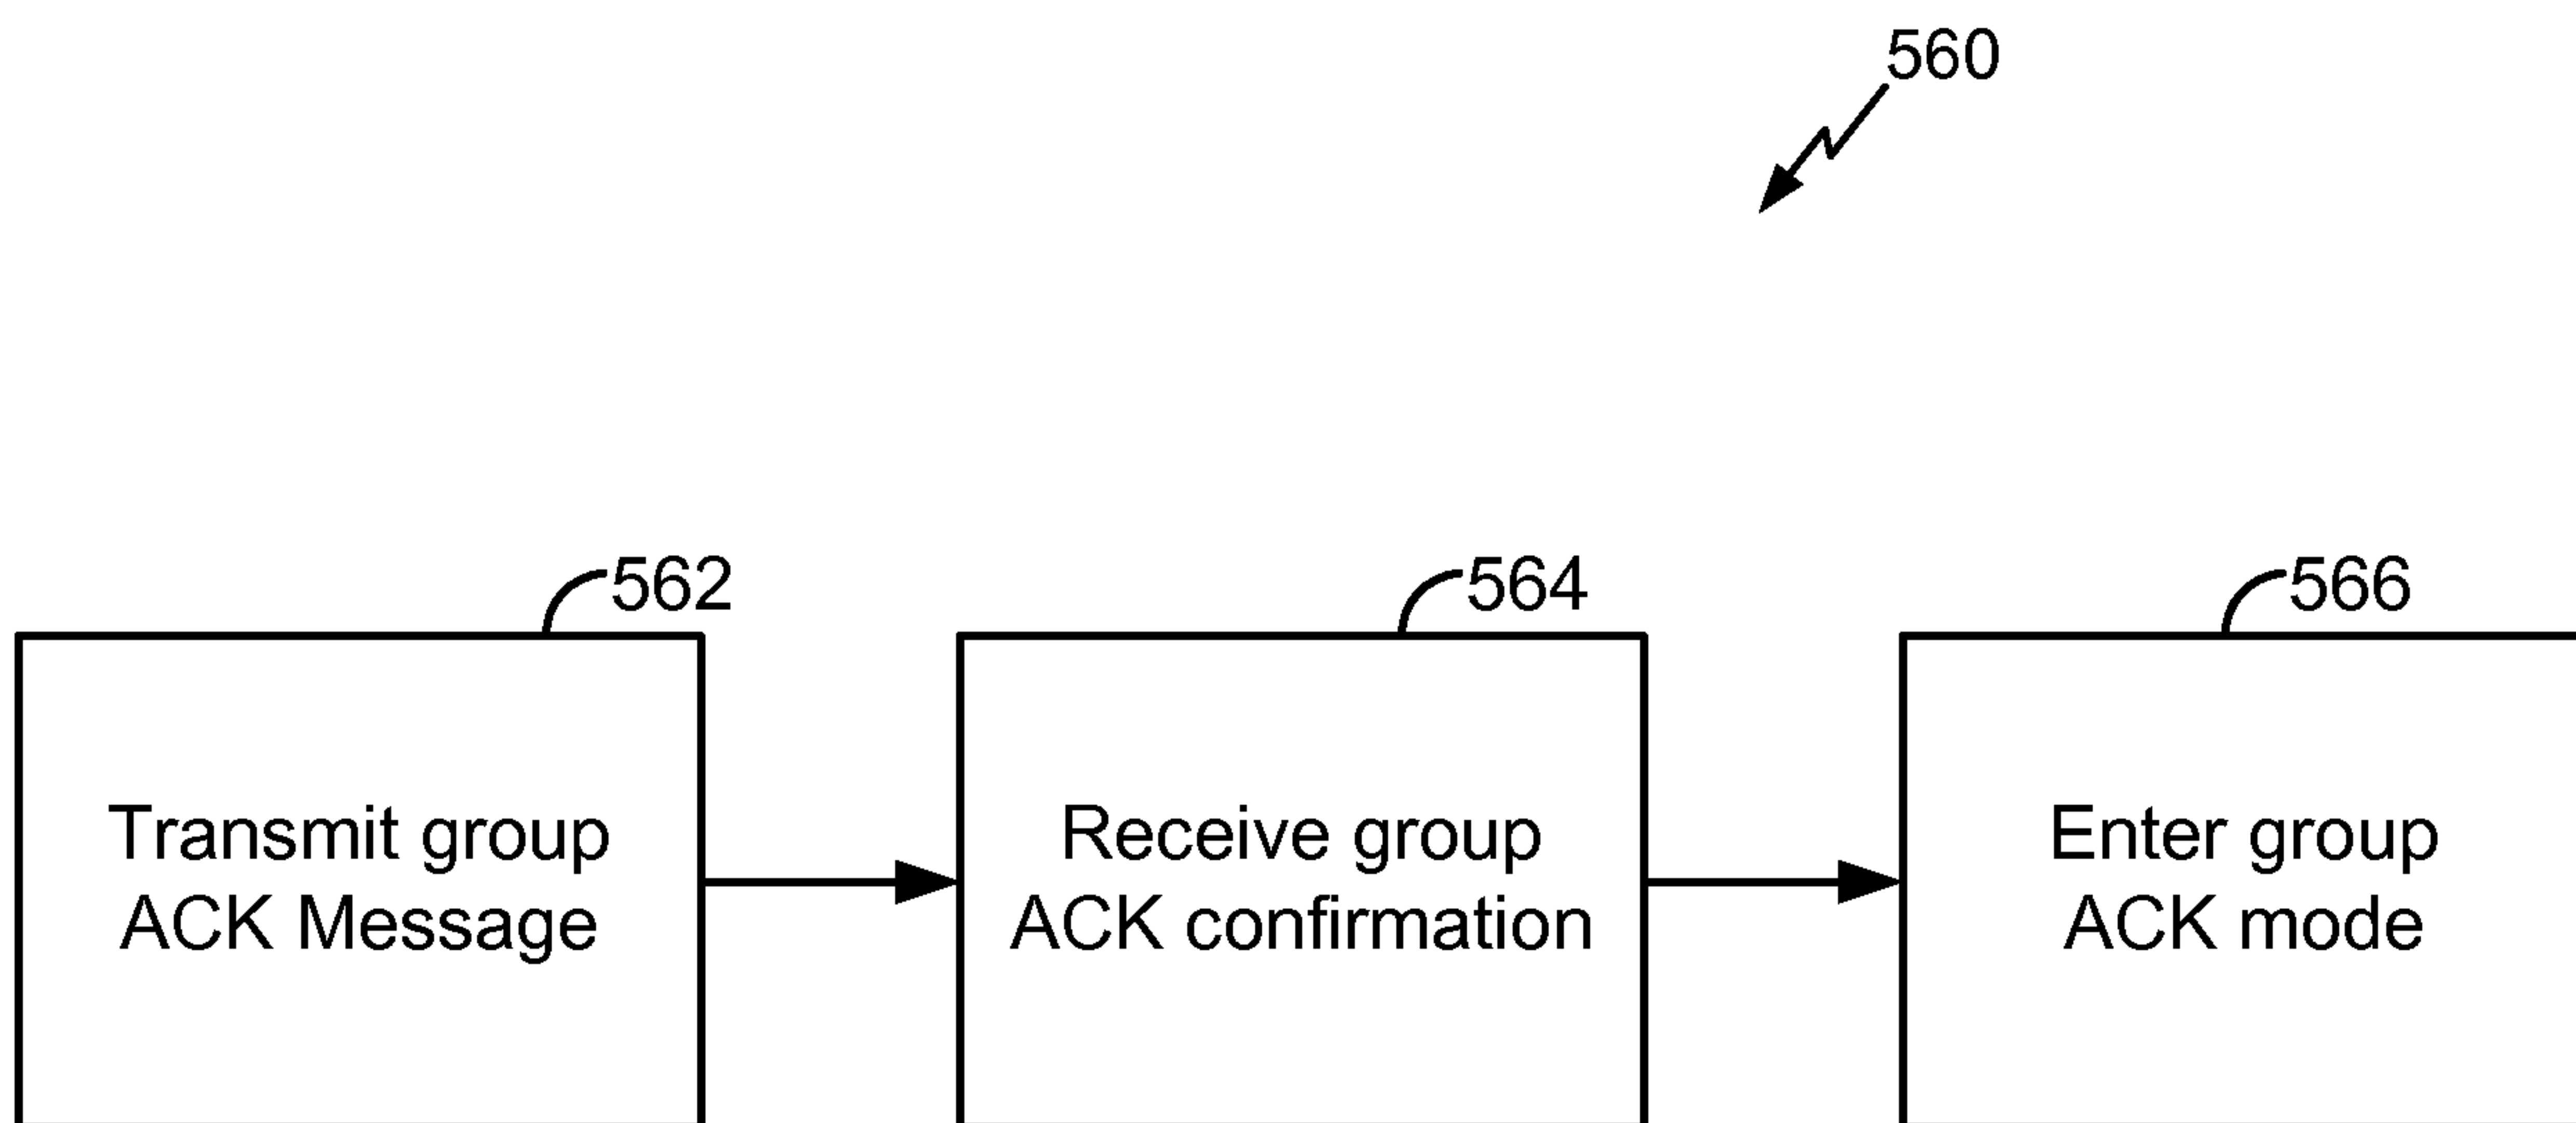 560
562
Transmit group
ACK Message
564
Receive group
ACK confirmation
566
Enter group
ACK mode